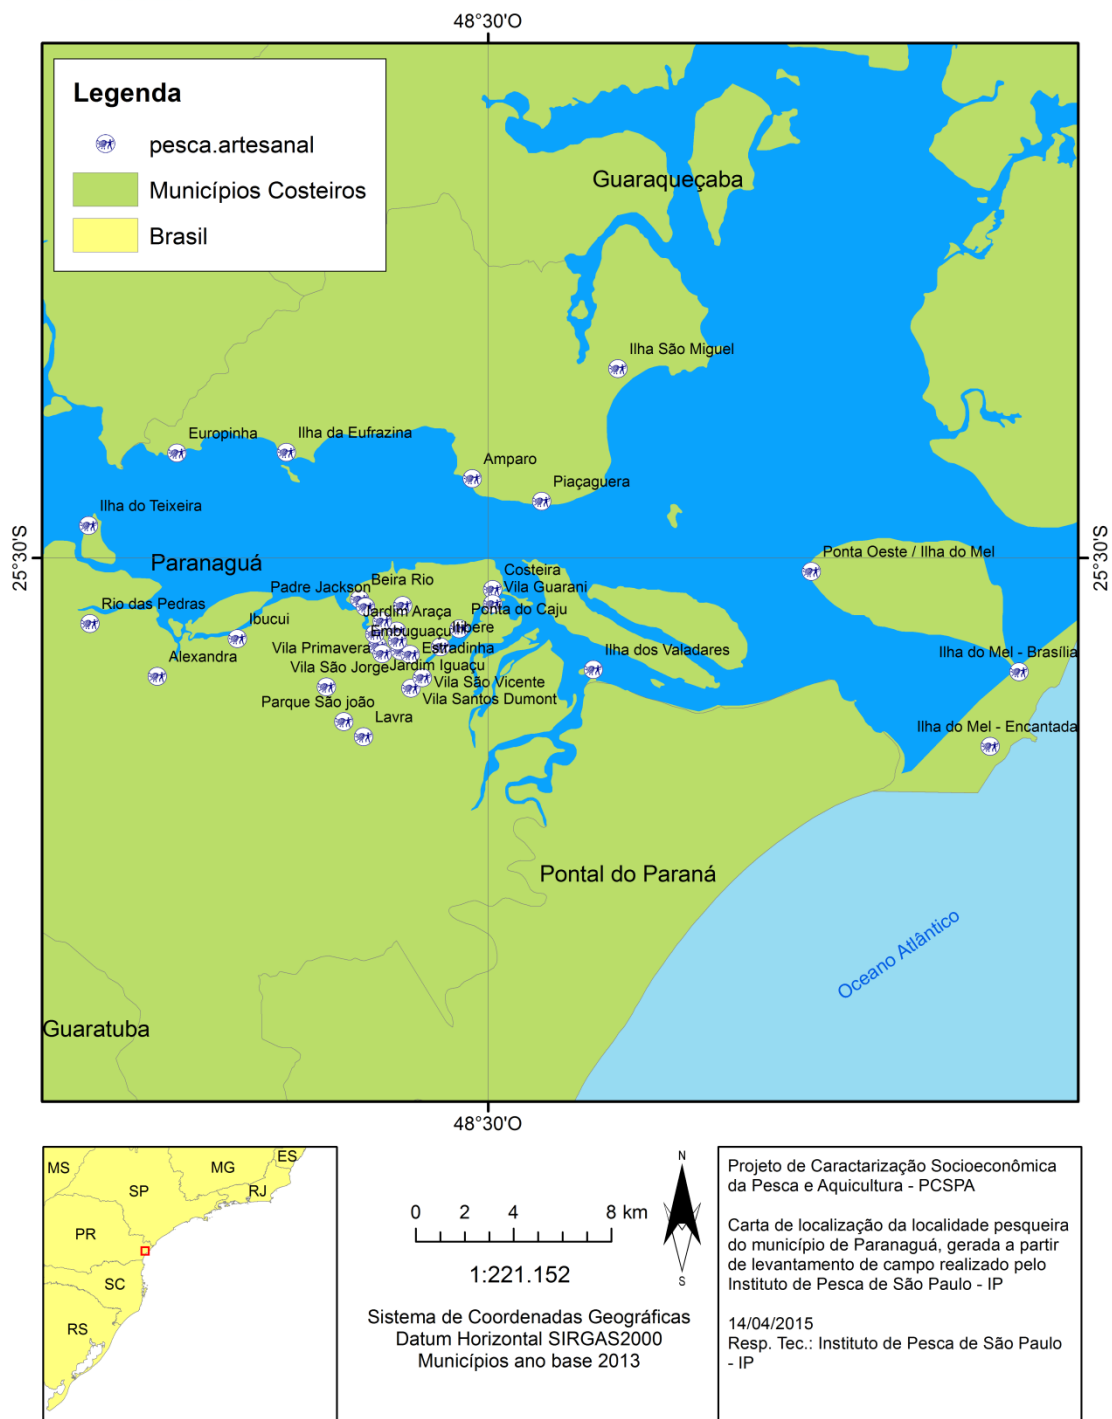 48°30'O
Legenda
pesca.artesanal
Municípios Costeiros
Brasil
Guaraqueçaba
Ilha São Miguel
Europinha
Ilha da Eufrazina
Amparo
Piaçaguera
Ilha do Teixeira
25°30'S
25°30'S
Paranaguá
Ponta Oeste / Ilha do Mel
Costeira
Beira Rio
Padre Jackson
Vila Guarani
Rio das Pedras
Ibucui
Jardim Araça
Ponta do Caju
Embuguaçu
Vila Primavera
Estradinha
Ilha dos Valadares
Ilha do Mel - Brasília
Alexandra
Vila São Jorge
Jardim Iguaçu
Vila São Vicente
Parque São joão
Vila Santos Dumont
Lavra
Ilha do Mel - Encantada
Pontal do Paraná
Oceano Atlântico
Guaratuba
48°30'O
MS
MG
ES
SP
RJ
PR
SC
RS
0 2 4 8 km
1:221.152
Sistema de Coordenadas Geográficas
Datum Horizontal SIRGAS2000
Municípios ano base 2013
N
S
Projeto de Caractarização Socioeconômica
da Pesca e Aquicultura - PCSPA
Carta de localização da localidade pesqueira
do município de Paranaguá, gerada a partir
de levantamento de campo realizado pelo
Instituto de Pesca de São Paulo - IP
14/04/2015
Resp. Tec.: Instituto de Pesca de São Paulo
- IP